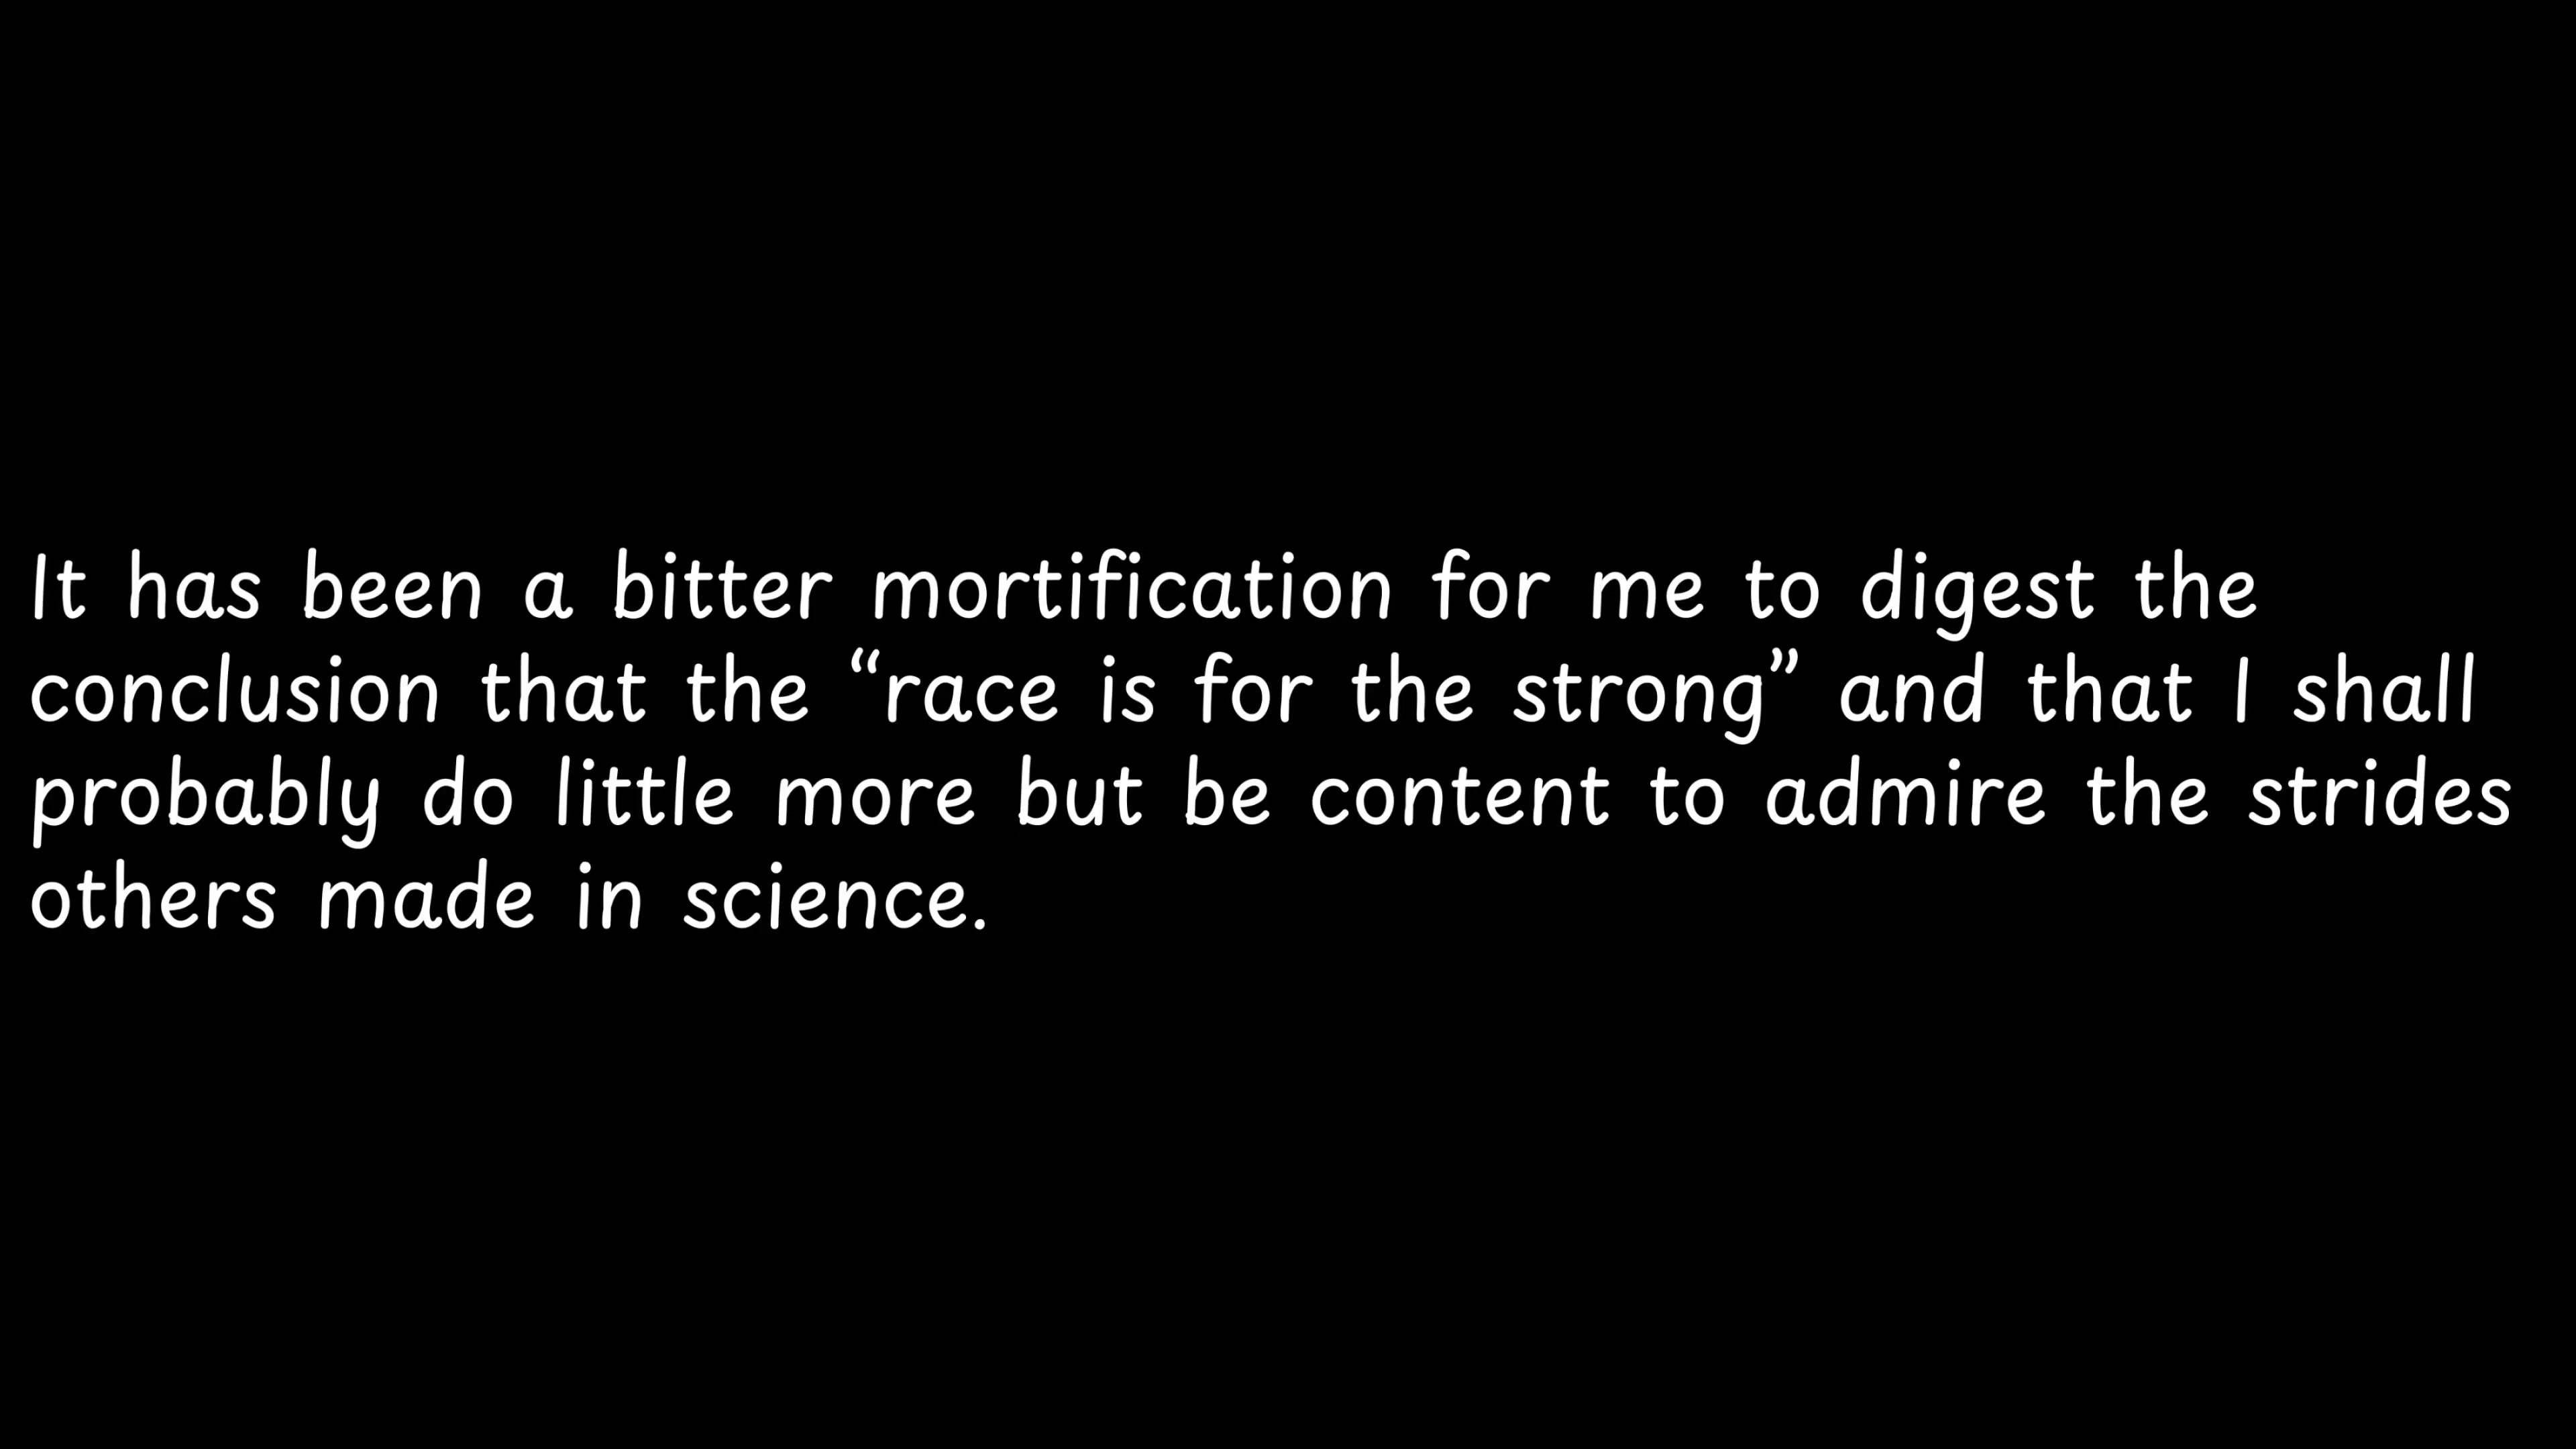 It has been a bitter mortification for me to digest the
conclusion that the “race is for the strong” and that I shall
probably do little more but be content to admire the strides
others made in science.